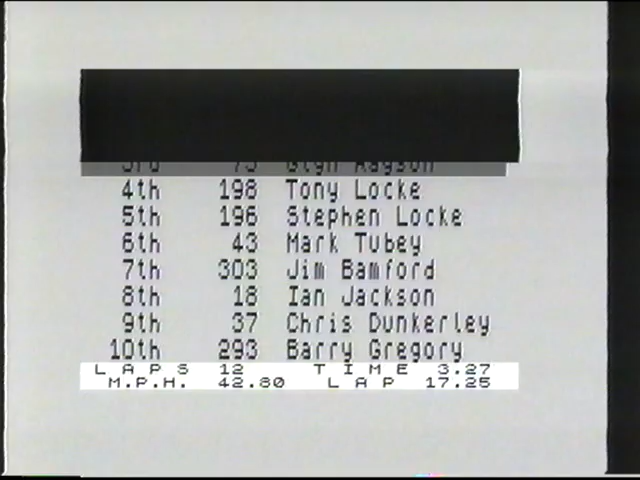 4th 198 Tony Locke
5th 196 Stephen Locke
6th 43 Mark Tubey
7th 303 Jim Bamford
8th 18 Ian Jackson
9th 37 Chris Dunkerley
10th 293 Barry Gregory
LAPS 12 TIME 3.27
M.P.H. 42.80 LAP 17.25